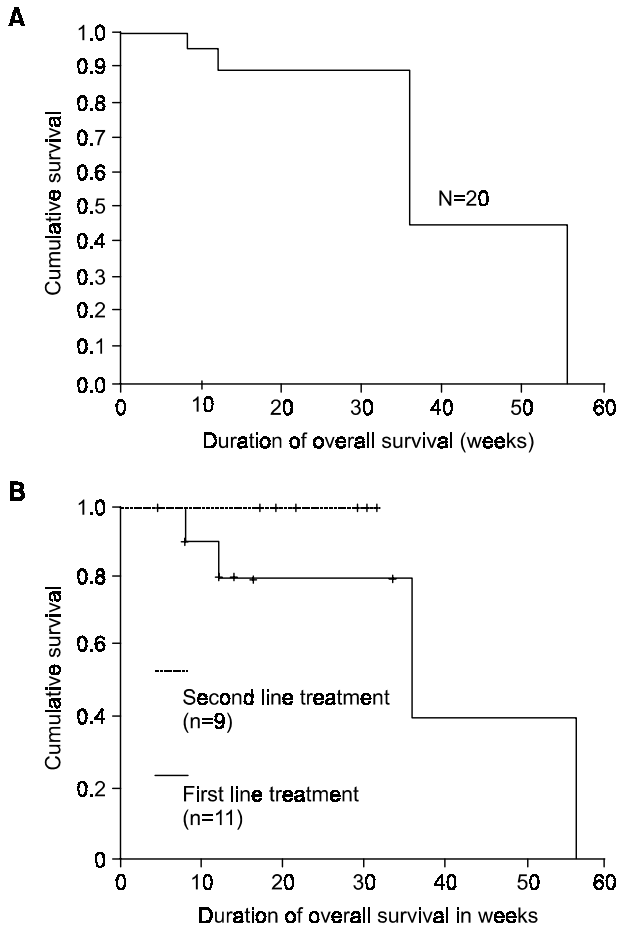 A
Cumulative survival
1.0
0.9
0.8
0.7
0.6
0.5
0.4
0.3
0.2
0.1
0.0
N=20
0 10 20 30 40 50 60
Duration of overall survival (weeks)
B
Cumulative survival
1.0
0.8
0.6
0.4
0.2
0
Second line treatment
(n=9)
First line treatment
(n=11)
0 10 20 30 40 50 60
Duration of overall survival in weeks